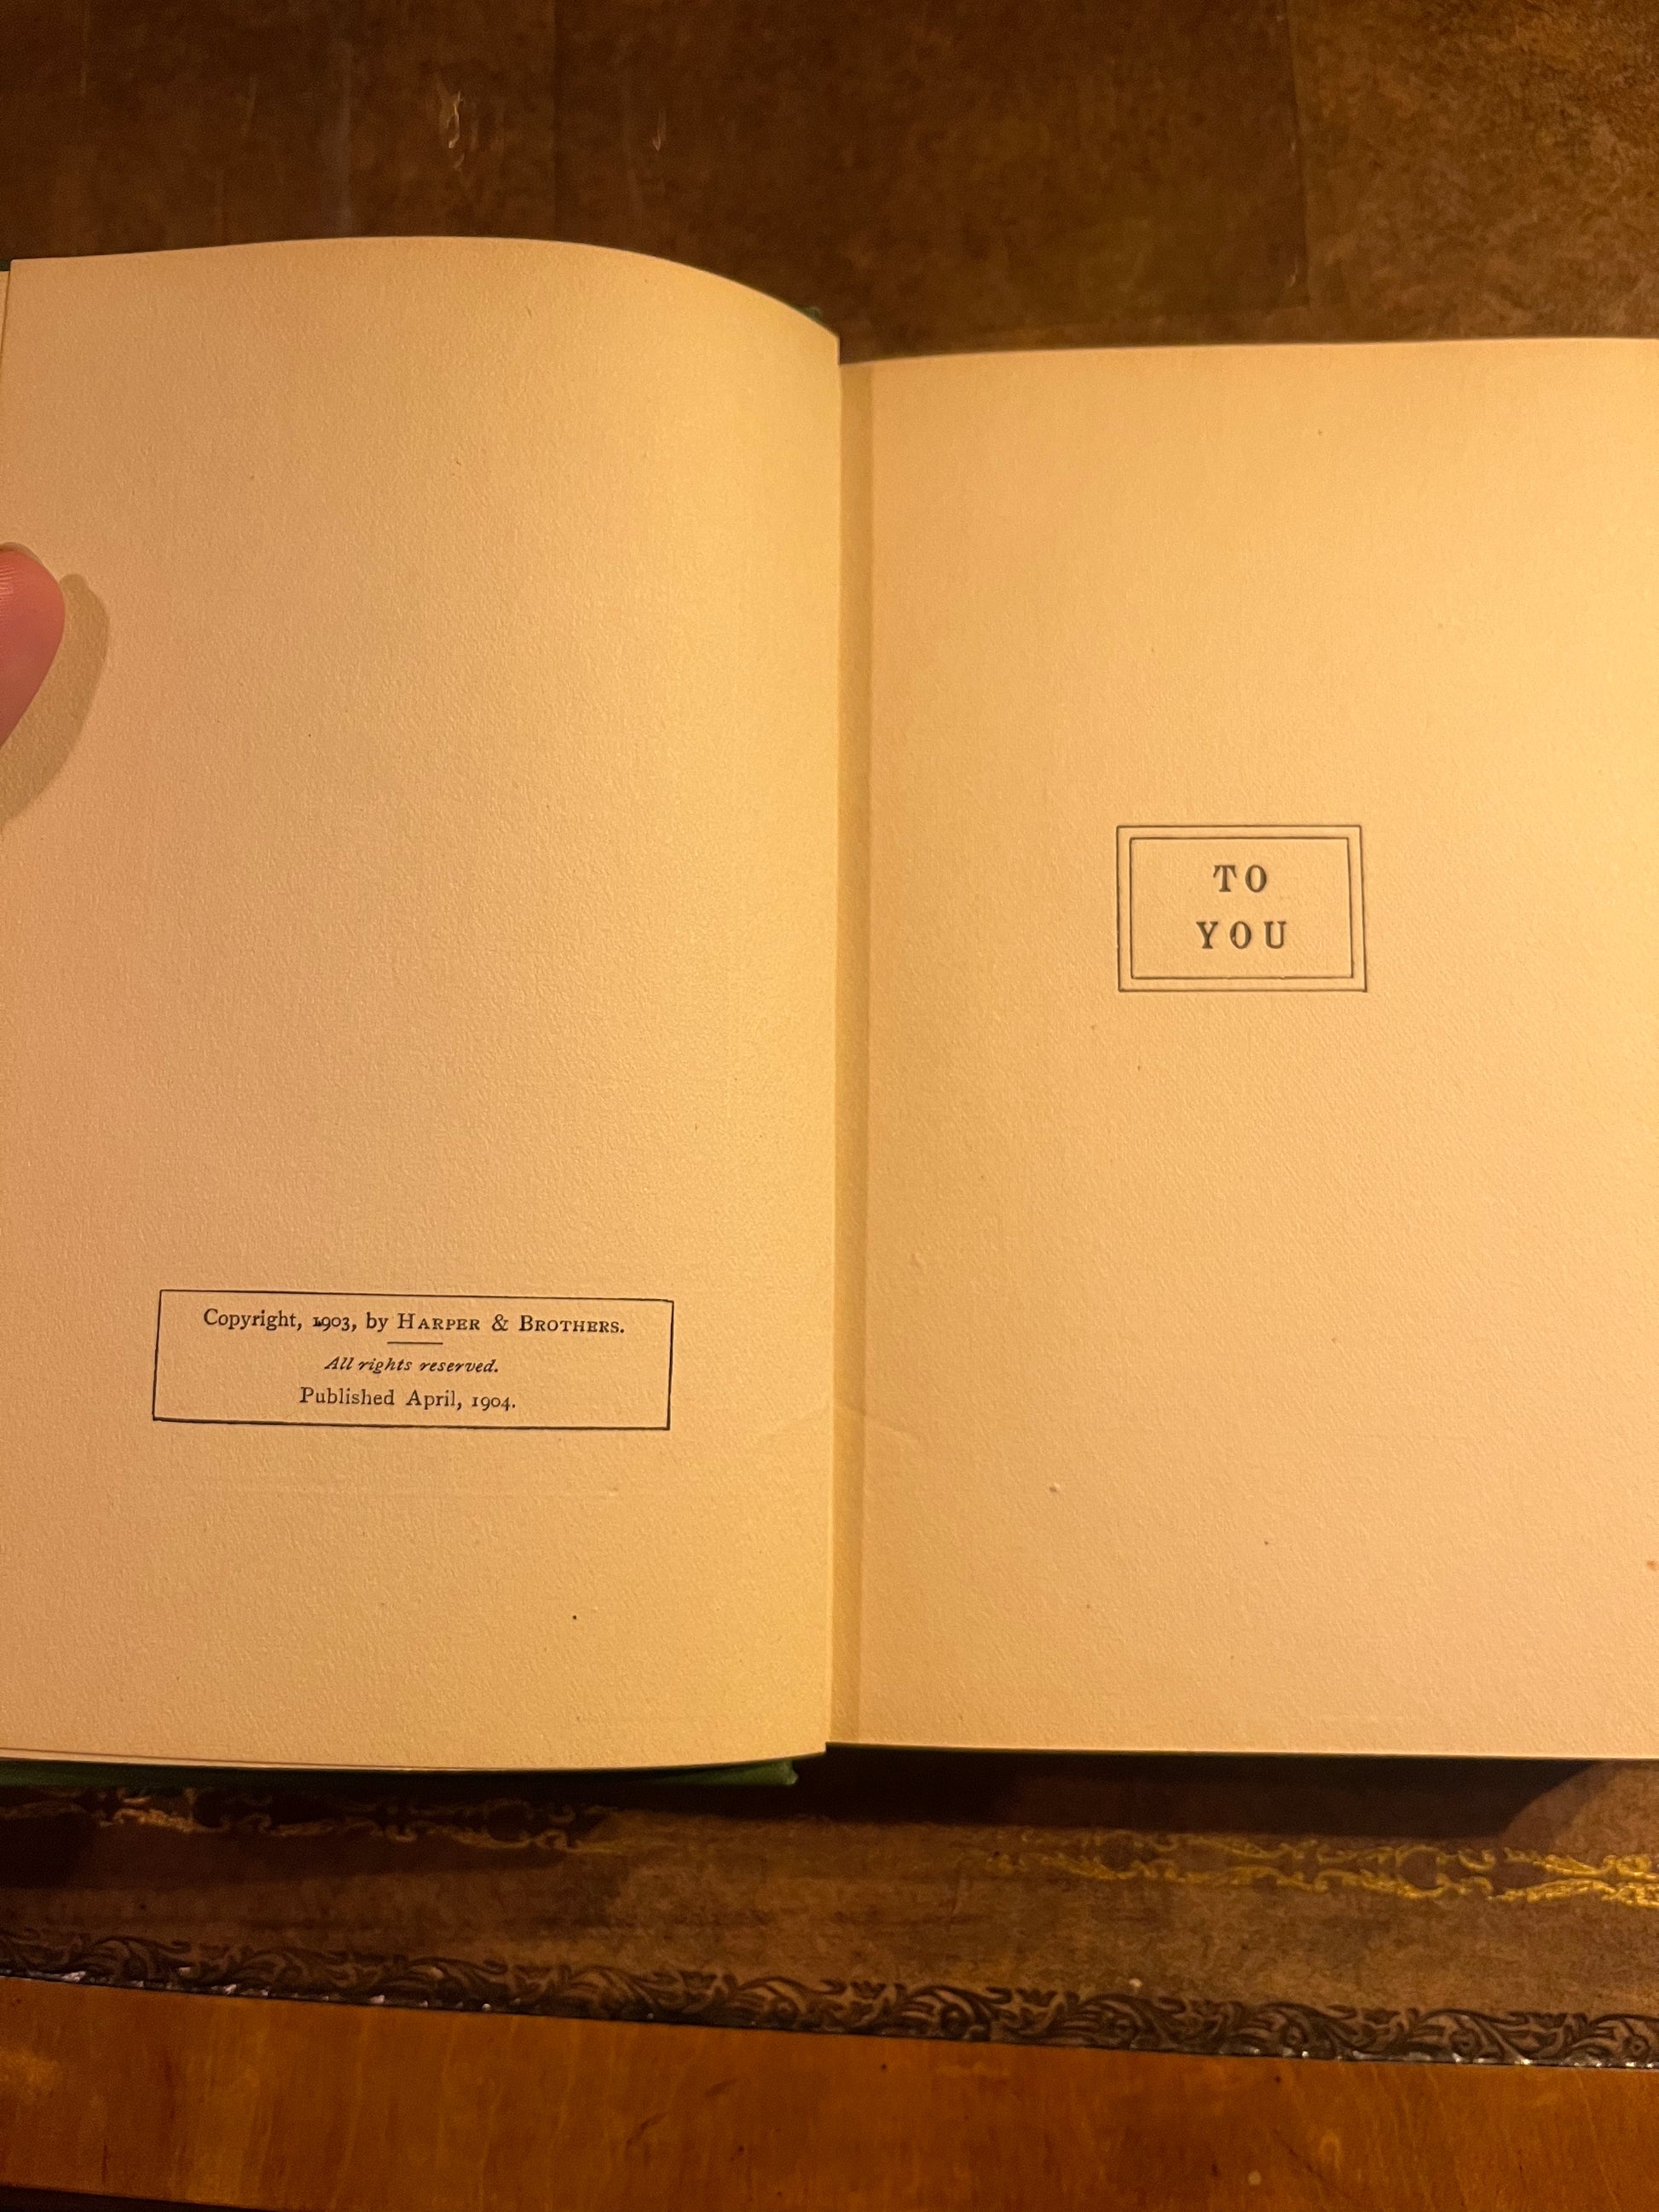 Copyright, 1903, by HARPER & BROTHERS.
All rights reserved.
Published April, 1904.
TO
YOU